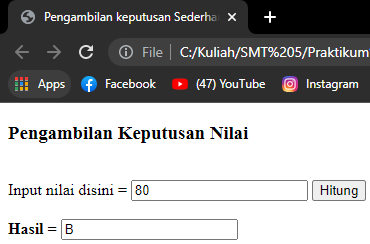 Pengambilan keputusan Sederha
File
C:/Kuliah/SMT%205/Praktikum
Apps
Facebook
(47) YouTube
Instagram
Pengambilan Keputusan Nilai
Input nilai disini = 80 Hitung
Hasil = B